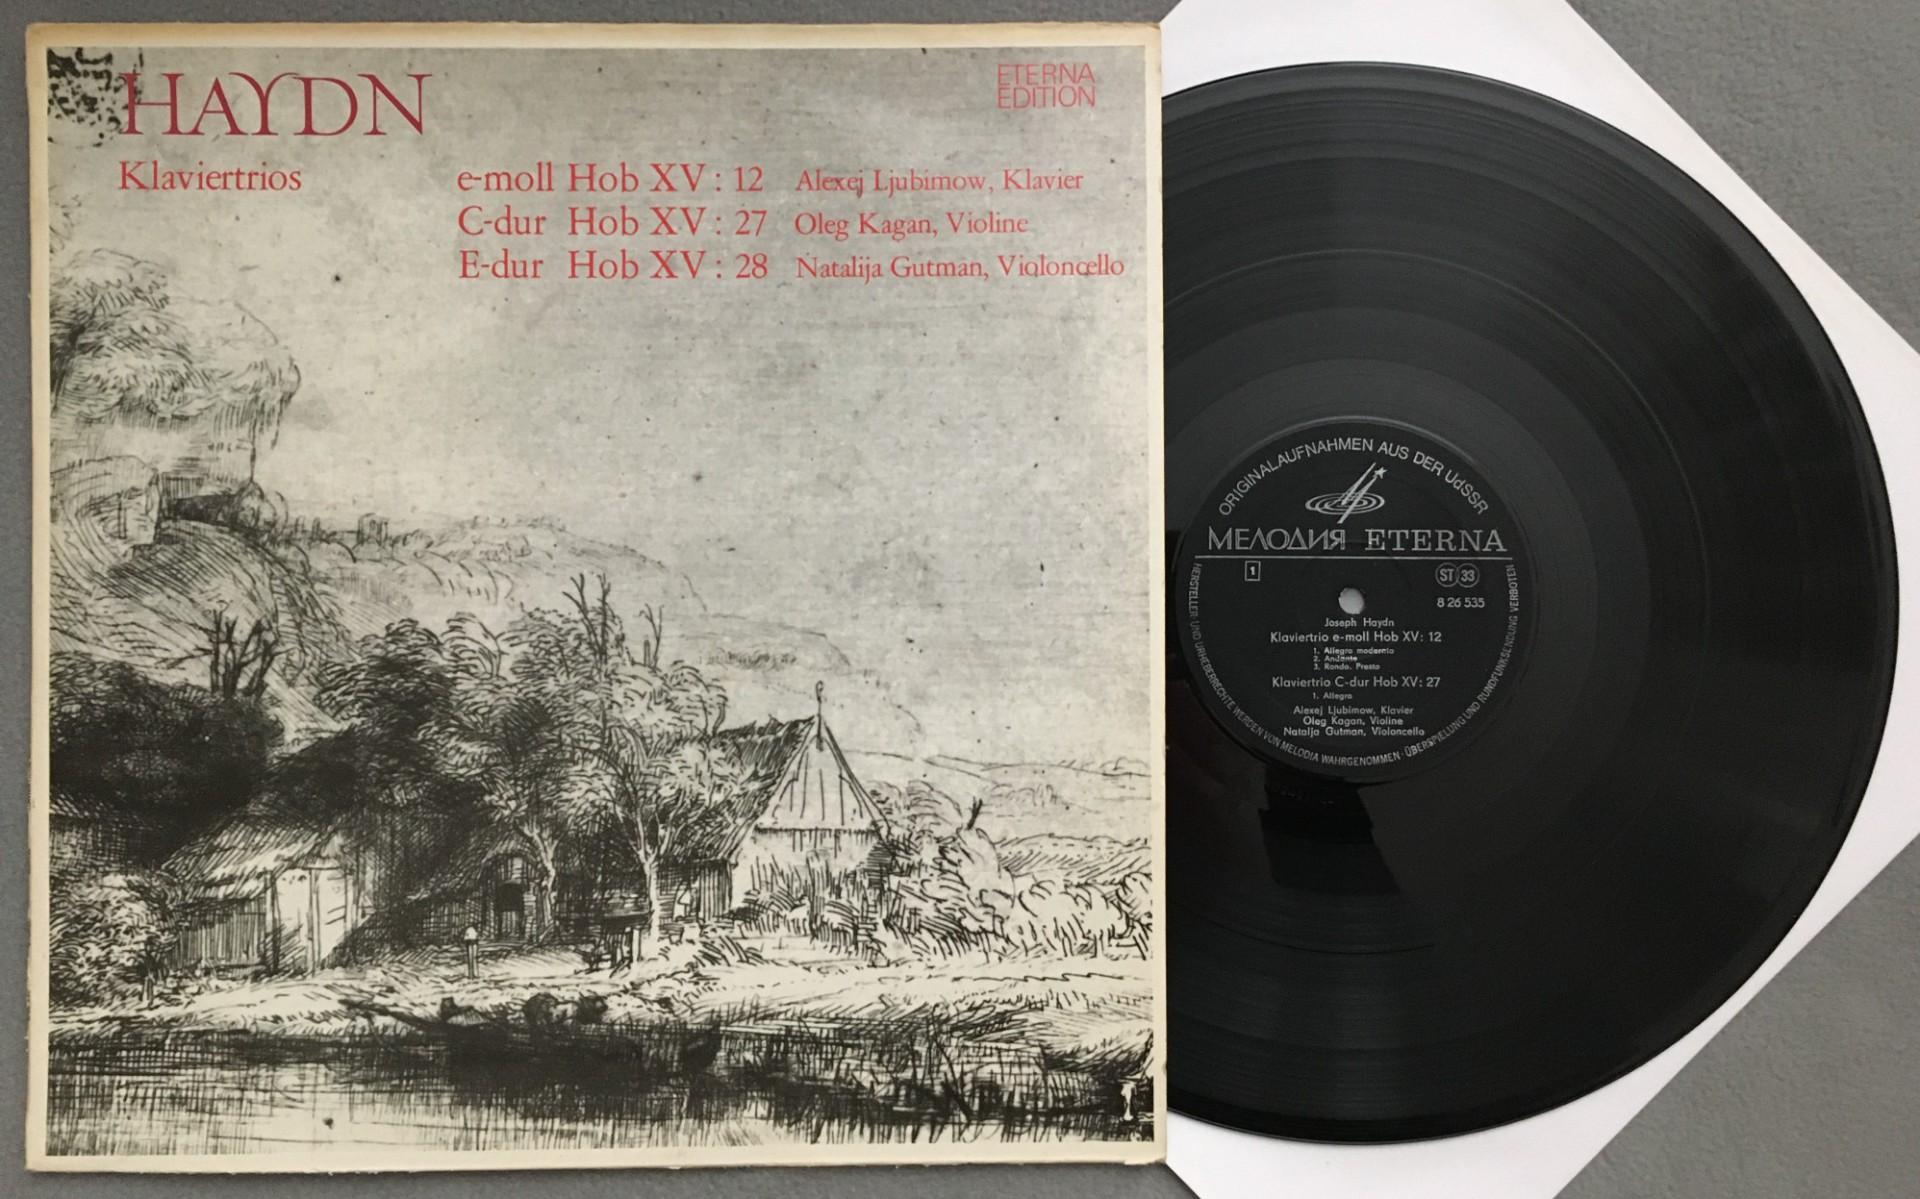 HAYDN
ETERNA
EDITION
Klaviertrios
e-moll Hob XV : 12 Alexej Ljubimow, Klavier
C-dur Hob XV : 27 Oleg Kagan, Violine
E-dur Hob XV : 28 Natalija Gutman, Violoncello
ORIGINALAUFNAHMEN AUS DER UdSSR
МЕЛОДИЯ ETERNA
1
ST 33
8 26 535
Joseph Haydn
Klaviertrio e-moll Hob XV: 12
1. Allegro moderato
2. Andante
3. Rondo. Presto
Klaviertrio C-dur Hob XV: 27
1. Allegro
Alexej Ljubimow, Klavier
Oleg Kagan, Violine
Natalja Gutman, Violoncello
HERSTELLER- UND URHEBERRECHTE WERDEN VON MELODIA WAHRGENOMMEN · ÜBERSPIELUNG UND RUNDFUNKSENDUNG VERBOTEN